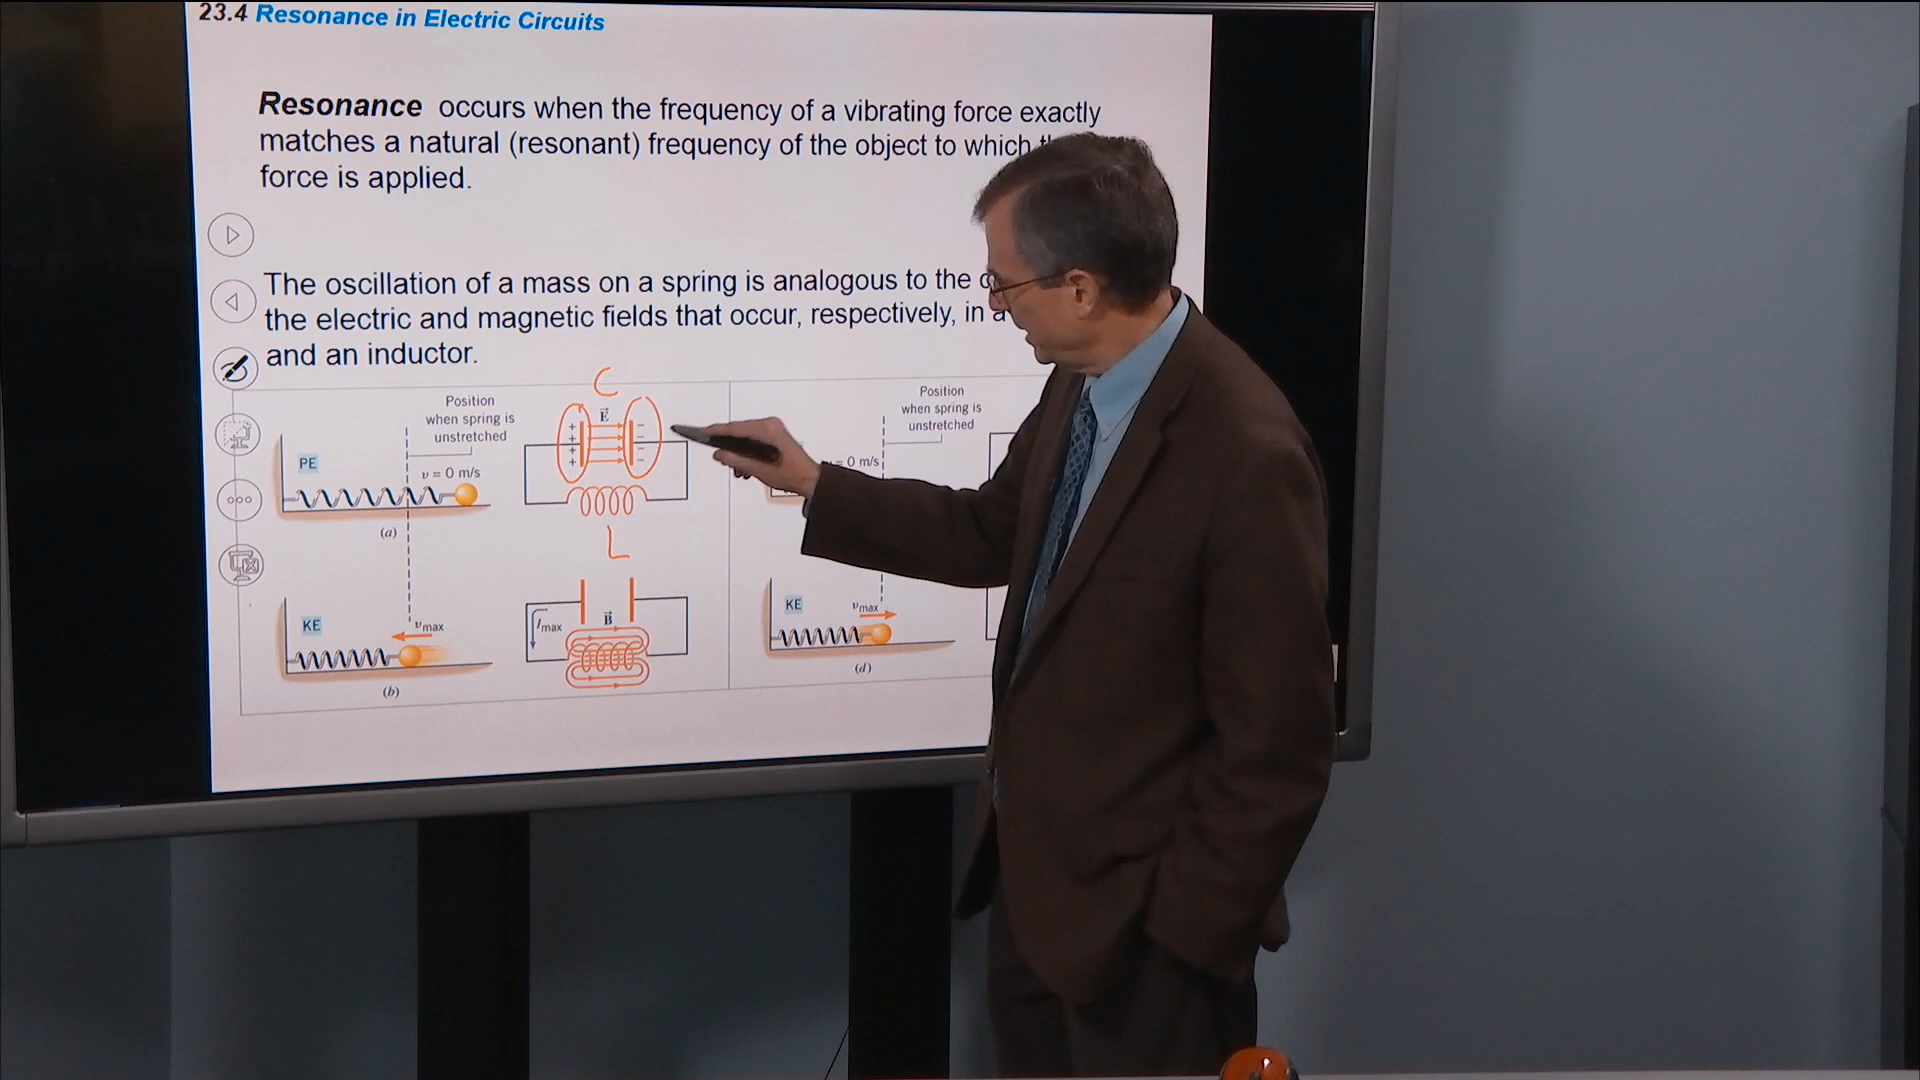 23.4 Resonance in Electric Circuits
Resonance occurs when the frequency of a vibrating force exactly
matches a natural (resonant) frequency of the object to which
force is applied.
The oscillation of a mass on a spring is analogous to the
the electric and magnetic fields that occur, respectively, in a
and an inductor.
C
Position
when spring is
unstretched
PE
v = 0 m/s
(a)
+
+
+
+
E
−
−
−
−
L
KE
vmax
(b)
Imax
B
Position
when spring is
unstretched
= 0 m/s
KE
vmax
(d)